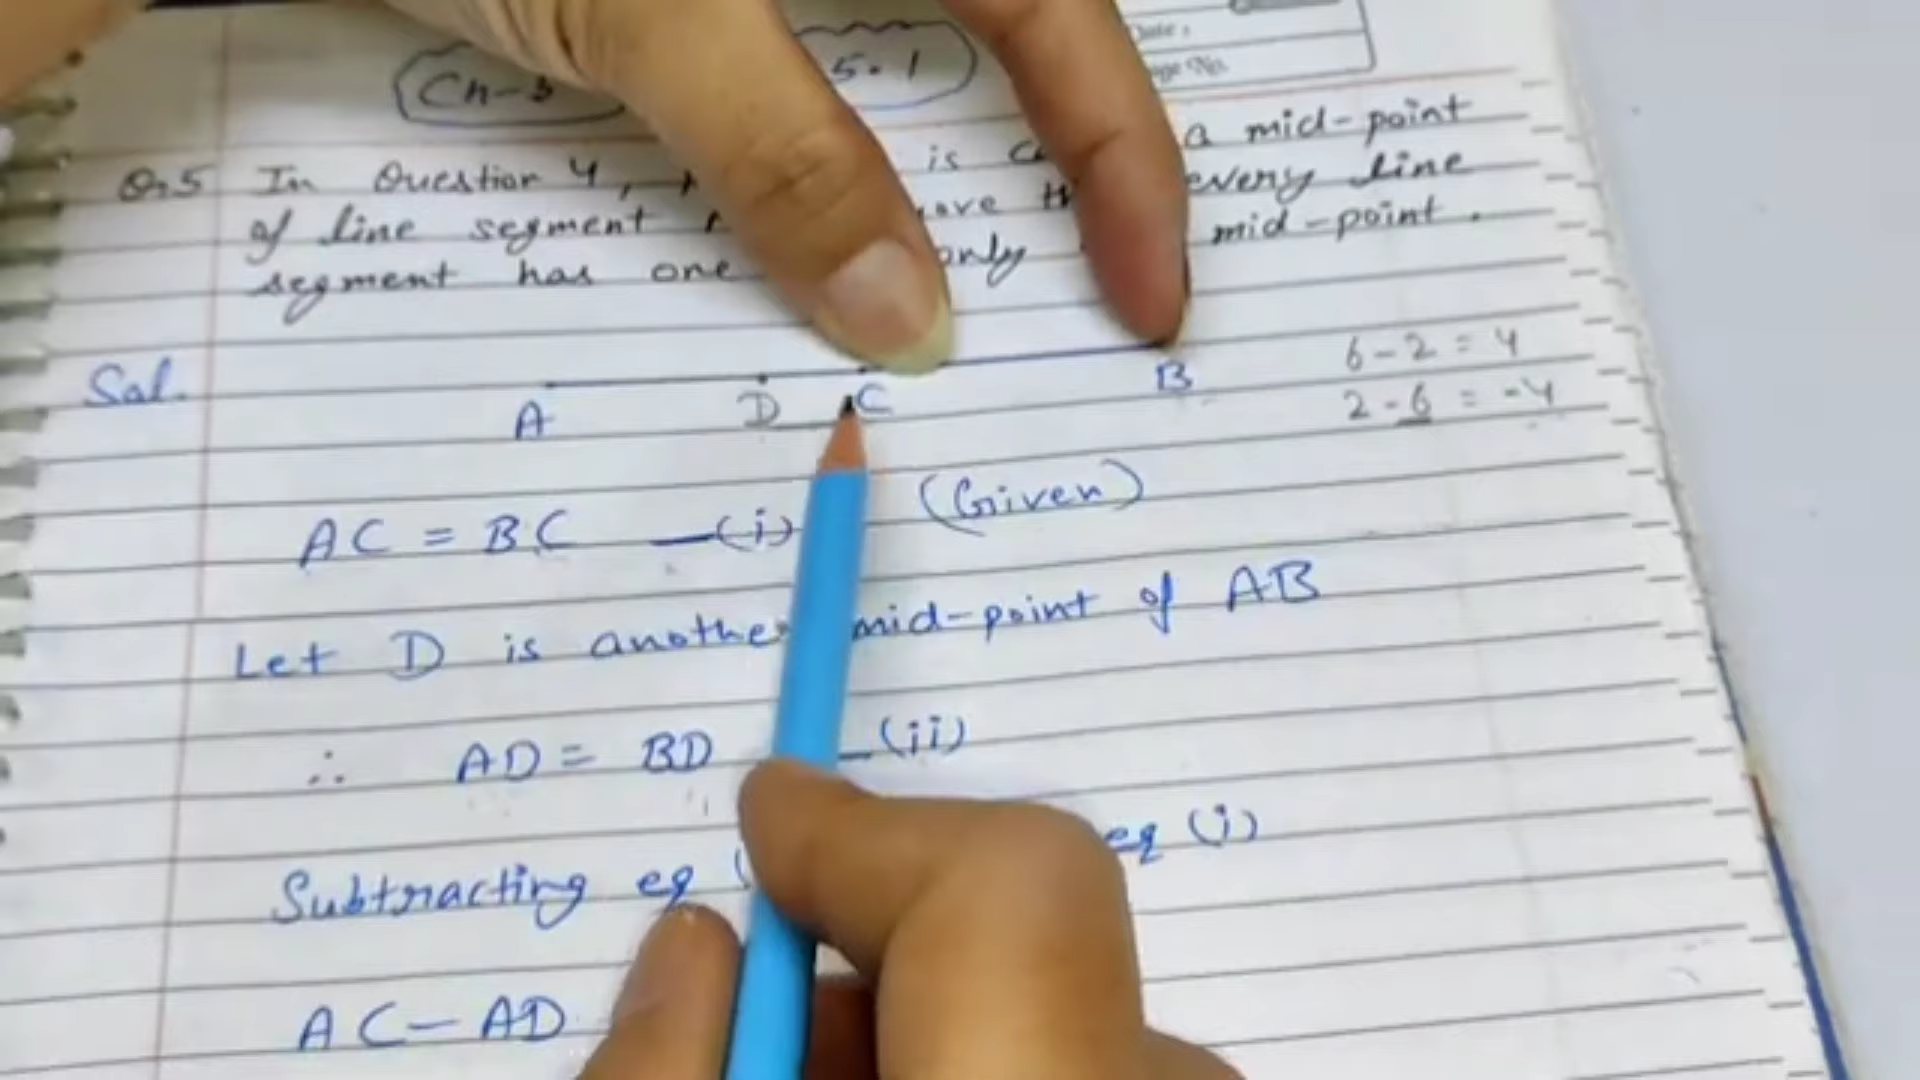 Date :
ge No.
Ch-5 5.1
Q.5 In Question 4, is a mid-point
of line segment every line
segment has one only mid-point.
Sol.
A D C B
6 - 2 = 4
2 - 6 = -4
AC = BC —(i) (Given)
Let D is another mid-point of AB
∴ AD = BD —(ii)
Subtracting eq eq (i)
AC - AD